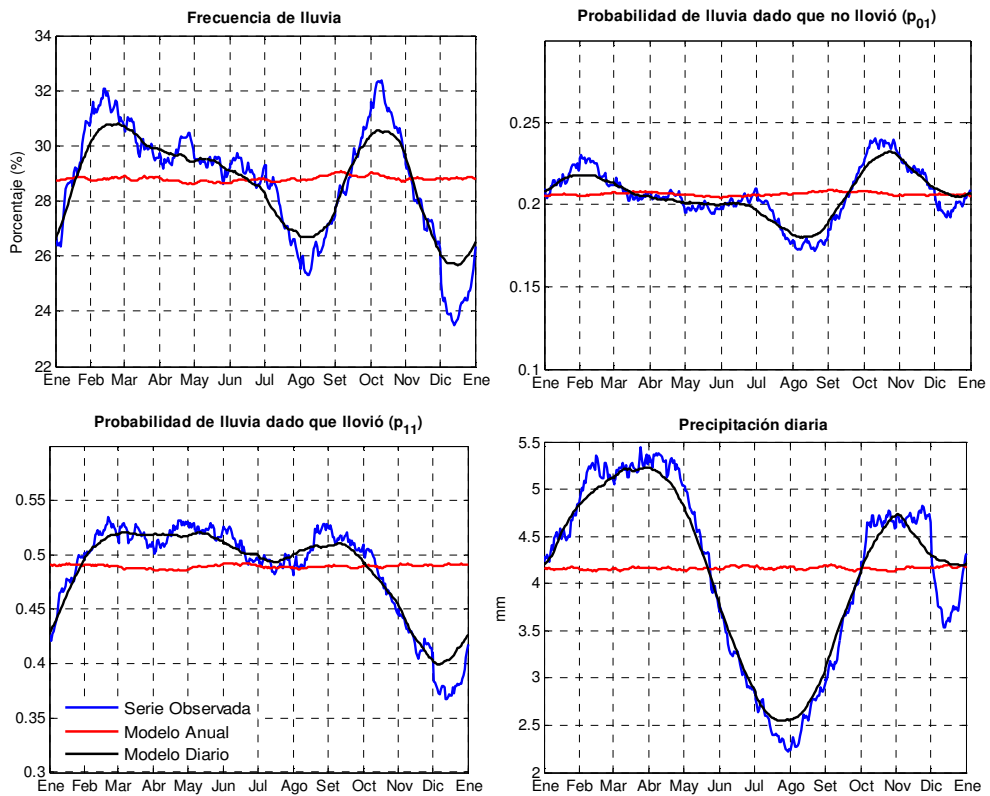 Frecuencia de lluvia
34
32
30
28
26
24
22
Porcentaje (%)
Ene Feb Mar Abr May Jun Jul Ago Set Oct Nov Dic Ene
Probabilidad de lluvia dado que no llovió (p01)
0.25
0.2
0.15
0.1
Ene Feb Mar Abr May Jun Jul Ago Set Oct Nov Dic Ene
Probabilidad de lluvia dado que llovió (p11)
0.55
0.5
0.45
0.4
0.35
0.3
Serie Observada
Modelo Anual
Modelo Diario
Ene Feb Mar Abr May Jun Jul Ago Set Oct Nov Dic Ene
Precipitación diaria
5.5
5
4.5
4
3.5
3
2.5
2
mm
Ene Feb Mar Abr May Jun Jul Ago Set Oct Nov Dic Ene